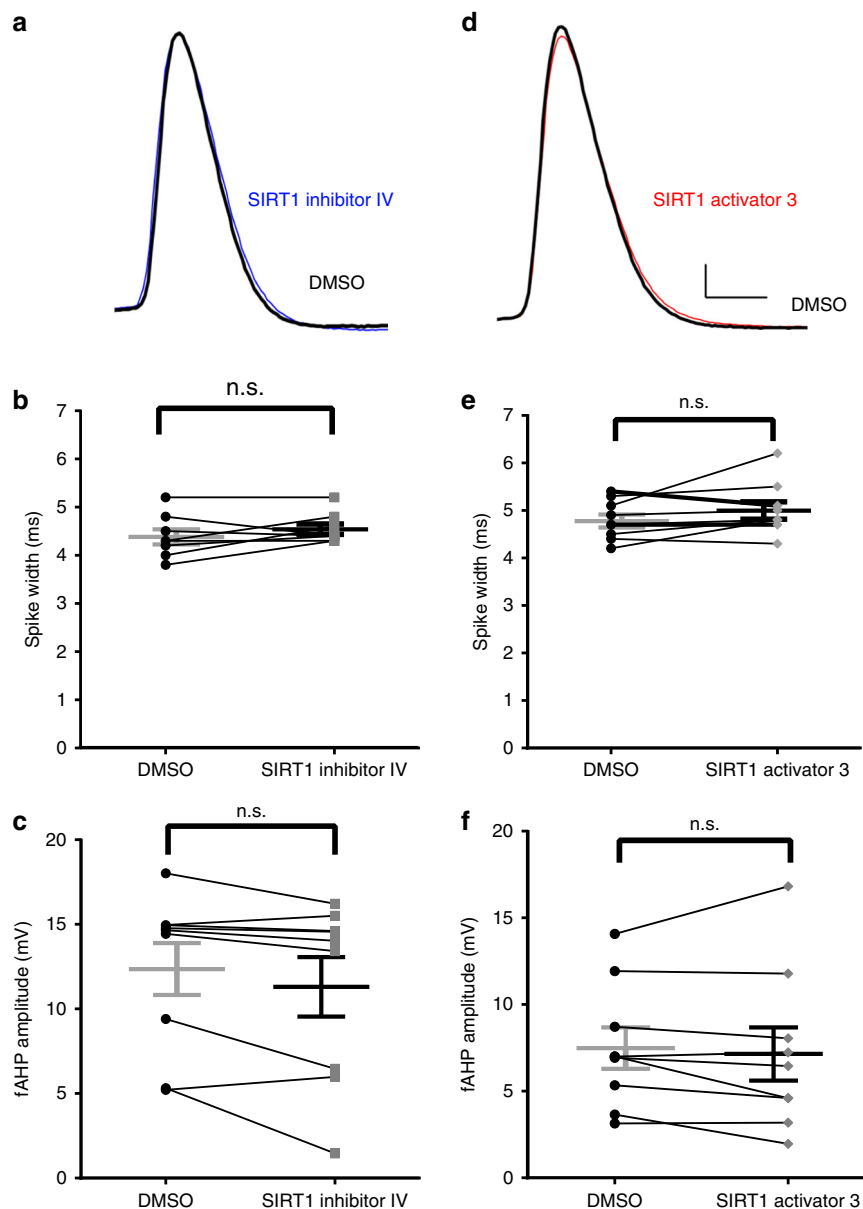 a
SIRT1 inhibitor IV
DMSO
d
SIRT1 activator 3
DMSO
b
n.s.
7
6
5
4
3
2
1
0
Spike width (ms)
DMSO
SIRT1 inhibitor IV
e
n.s.
7
6
5
4
3
2
1
0
Spike width (ms)
DMSO
SIRT1 activator 3
c
n.s.
20
15
10
5
0
fAHP amplitude (mV)
DMSO
SIRT1 inhibitor IV
f
n.s.
20
15
10
5
0
fAHP amplitude (mV)
DMSO
SIRT1 activator 3